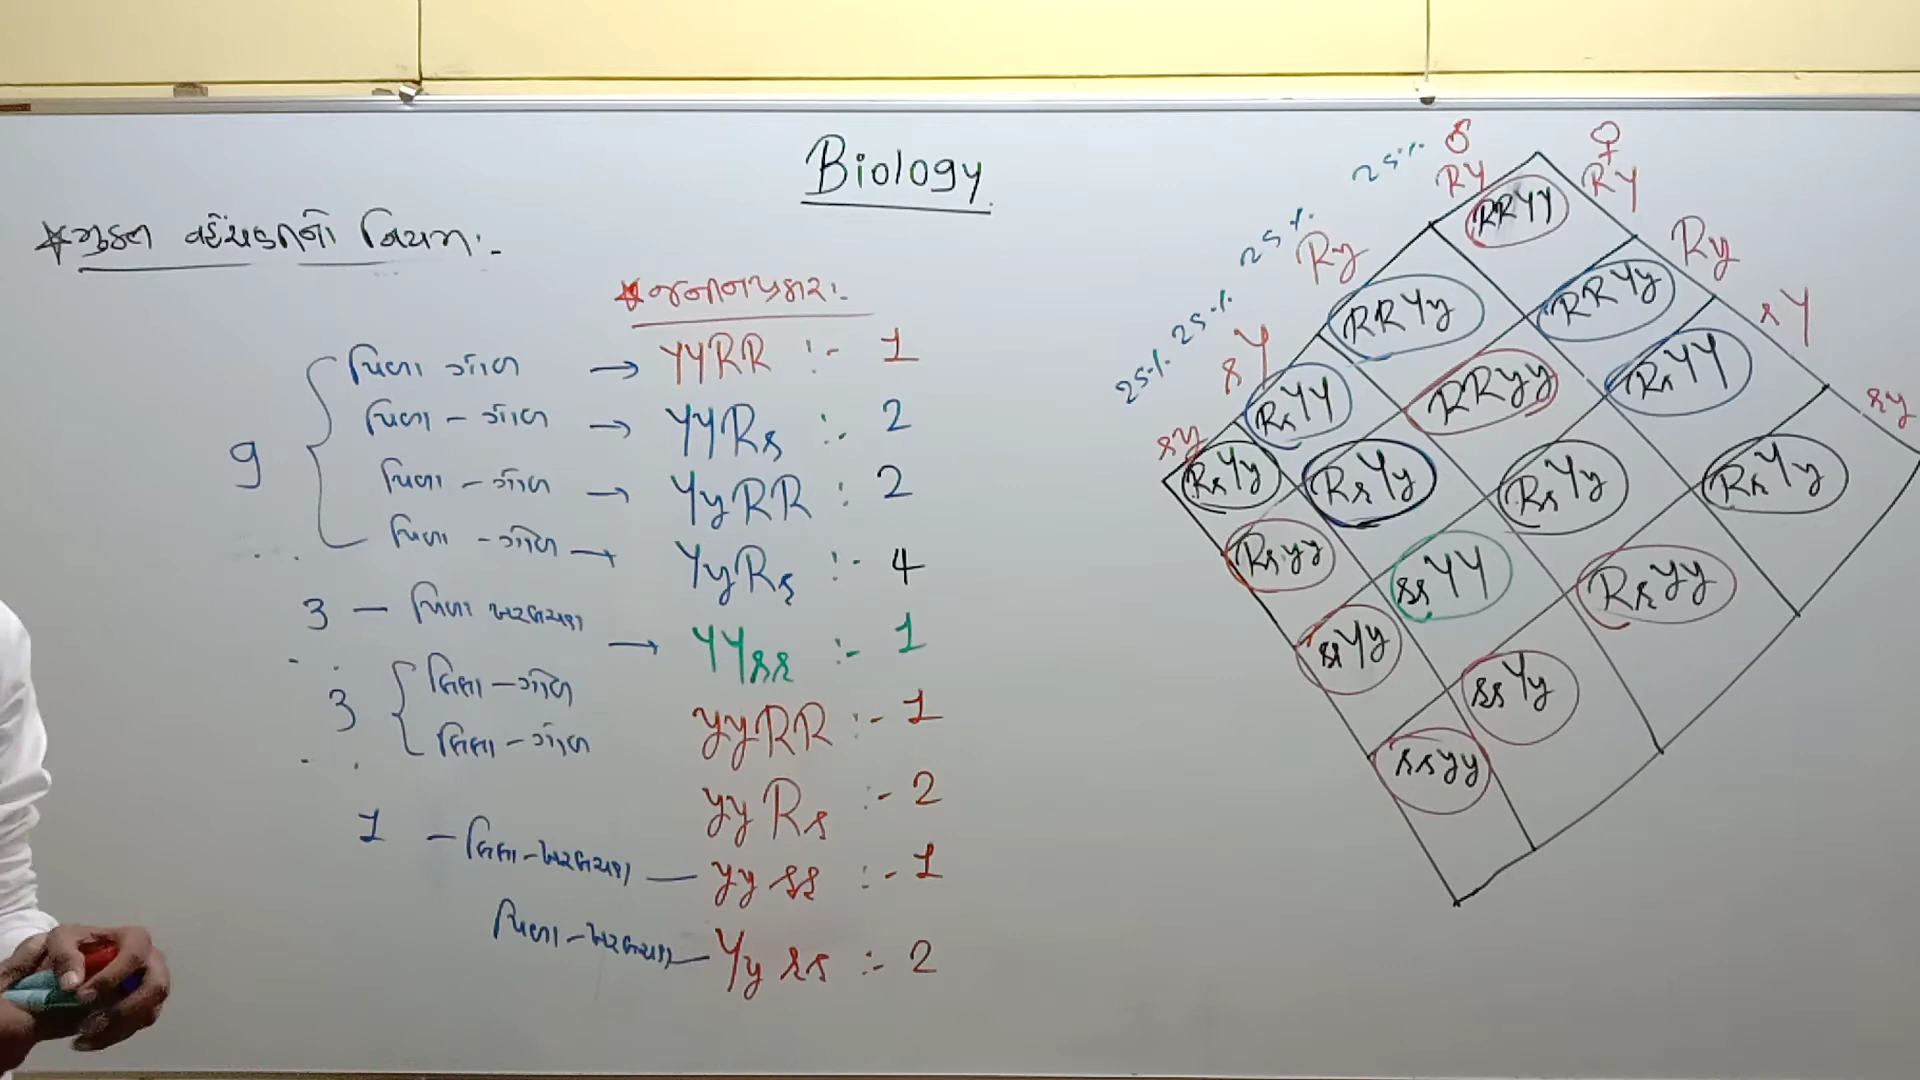 Biology
★ મુક્ત વહેંચણીનો નિયમ :-
★ જનીનપ્રકાર :-
9
પિળા ગોળ → YYRR :- 1
પિળા - ગોળ → YYRr :- 2
પિળા - ગોળ → YyRR : 2
પિળા - ગોળ → YyRr :- 4
3 - પિળા ખરબચડા → YYrr :- 1
3
લિલા - ગોળ yyRR :- 1
લિલા - ગોળ yyRr :- 2
1 - લિલા - ખરબચડા — yyrr :- 1
પિળા - ખરબચડા — Yyrr :- 2
♂ ♀
25% RY RY
25% Ry Ry
25% rY rY
25% ry ry
RRYY
RRYy RRYy
RrYY RRyy RrYY
RrYy RrYy RrYy RrYy
Rryy rrYY Rryy
rrYy rrYy
rryy